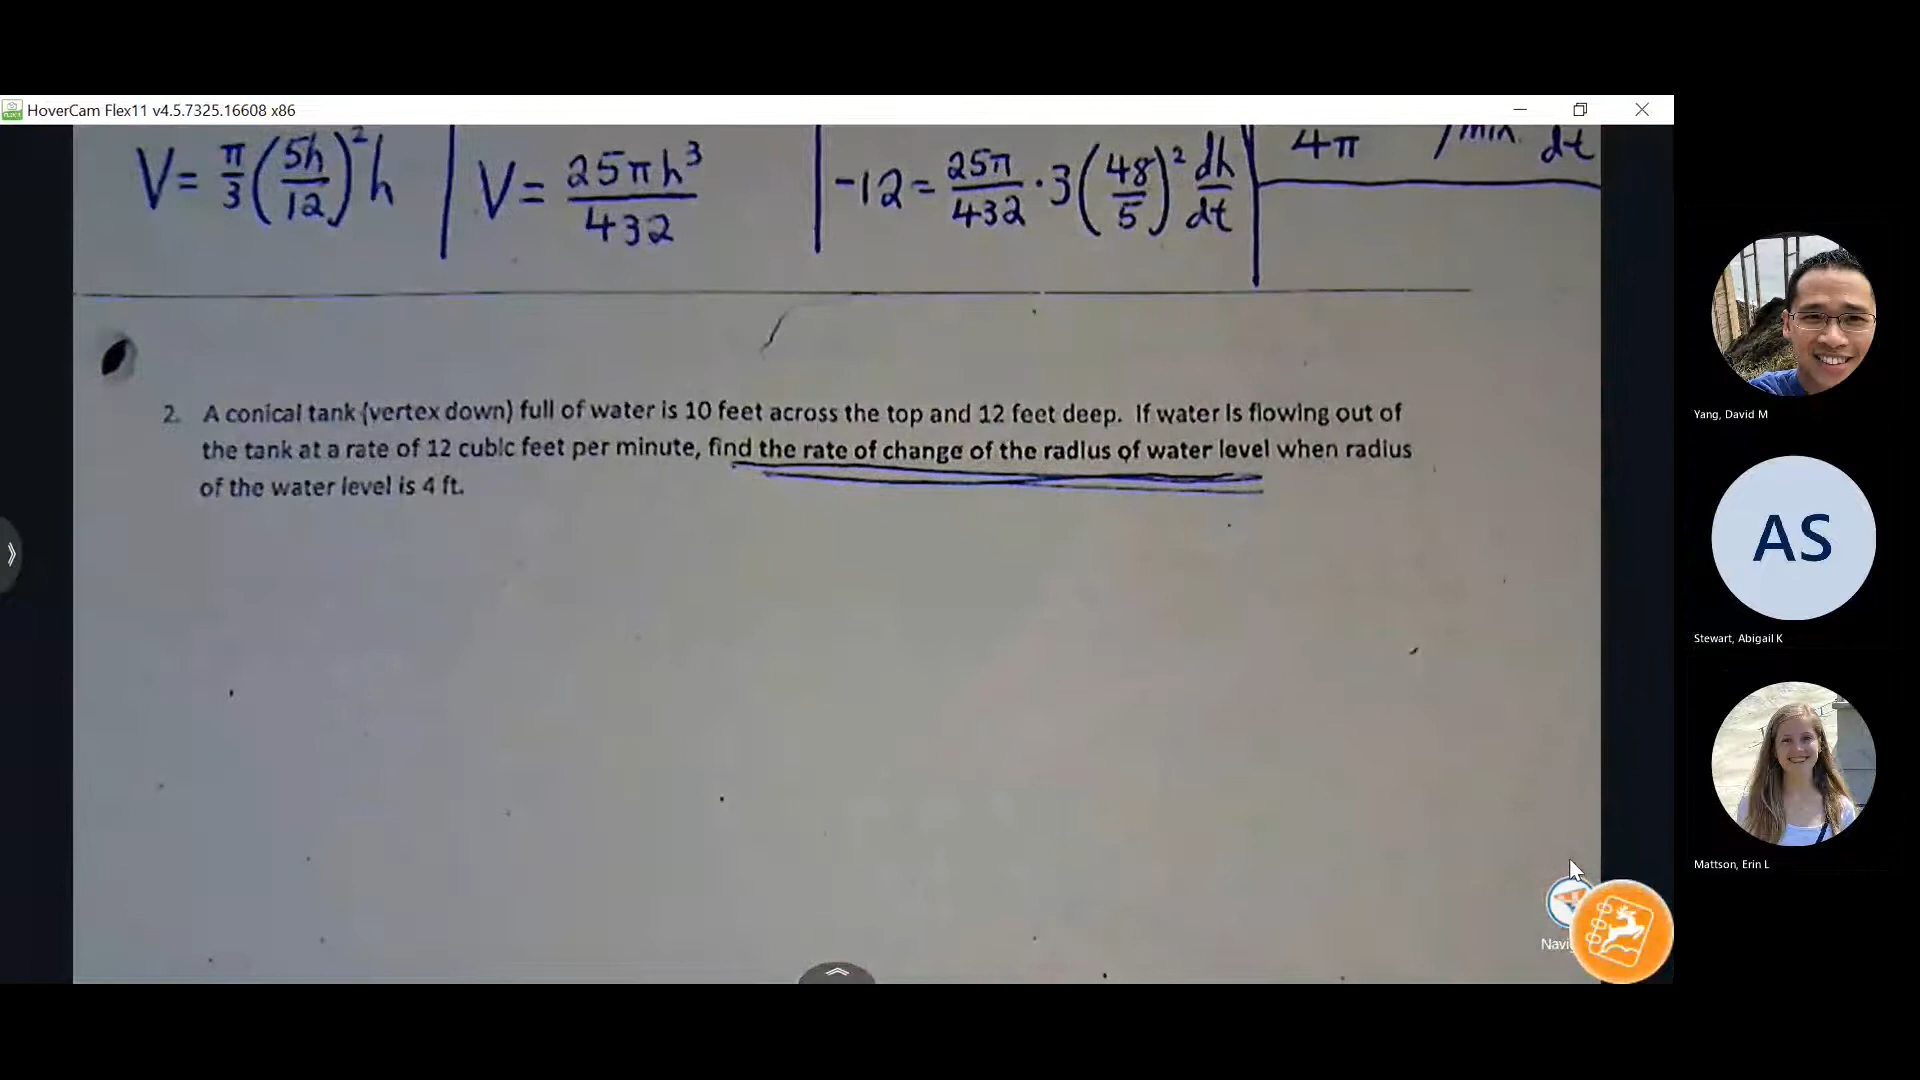 HoverCam Flex11 v4.5.7325.16608 x86
V = π/3 (5h/12)² h | V = 25πh³/432 | -12 = 25π/432 · 3(48/5)² dh/dt
4π /min. dt
2. A conical tank (vertex down) full of water is 10 feet across the top and 12 feet deep. If water is flowing out of
the tank at a rate of 12 cubic feet per minute, find the rate of change of the radius of water level when radius
of the water level is 4 ft.
Yang, David M
AS
Stewart, Abigail K
Mattson, Erin L